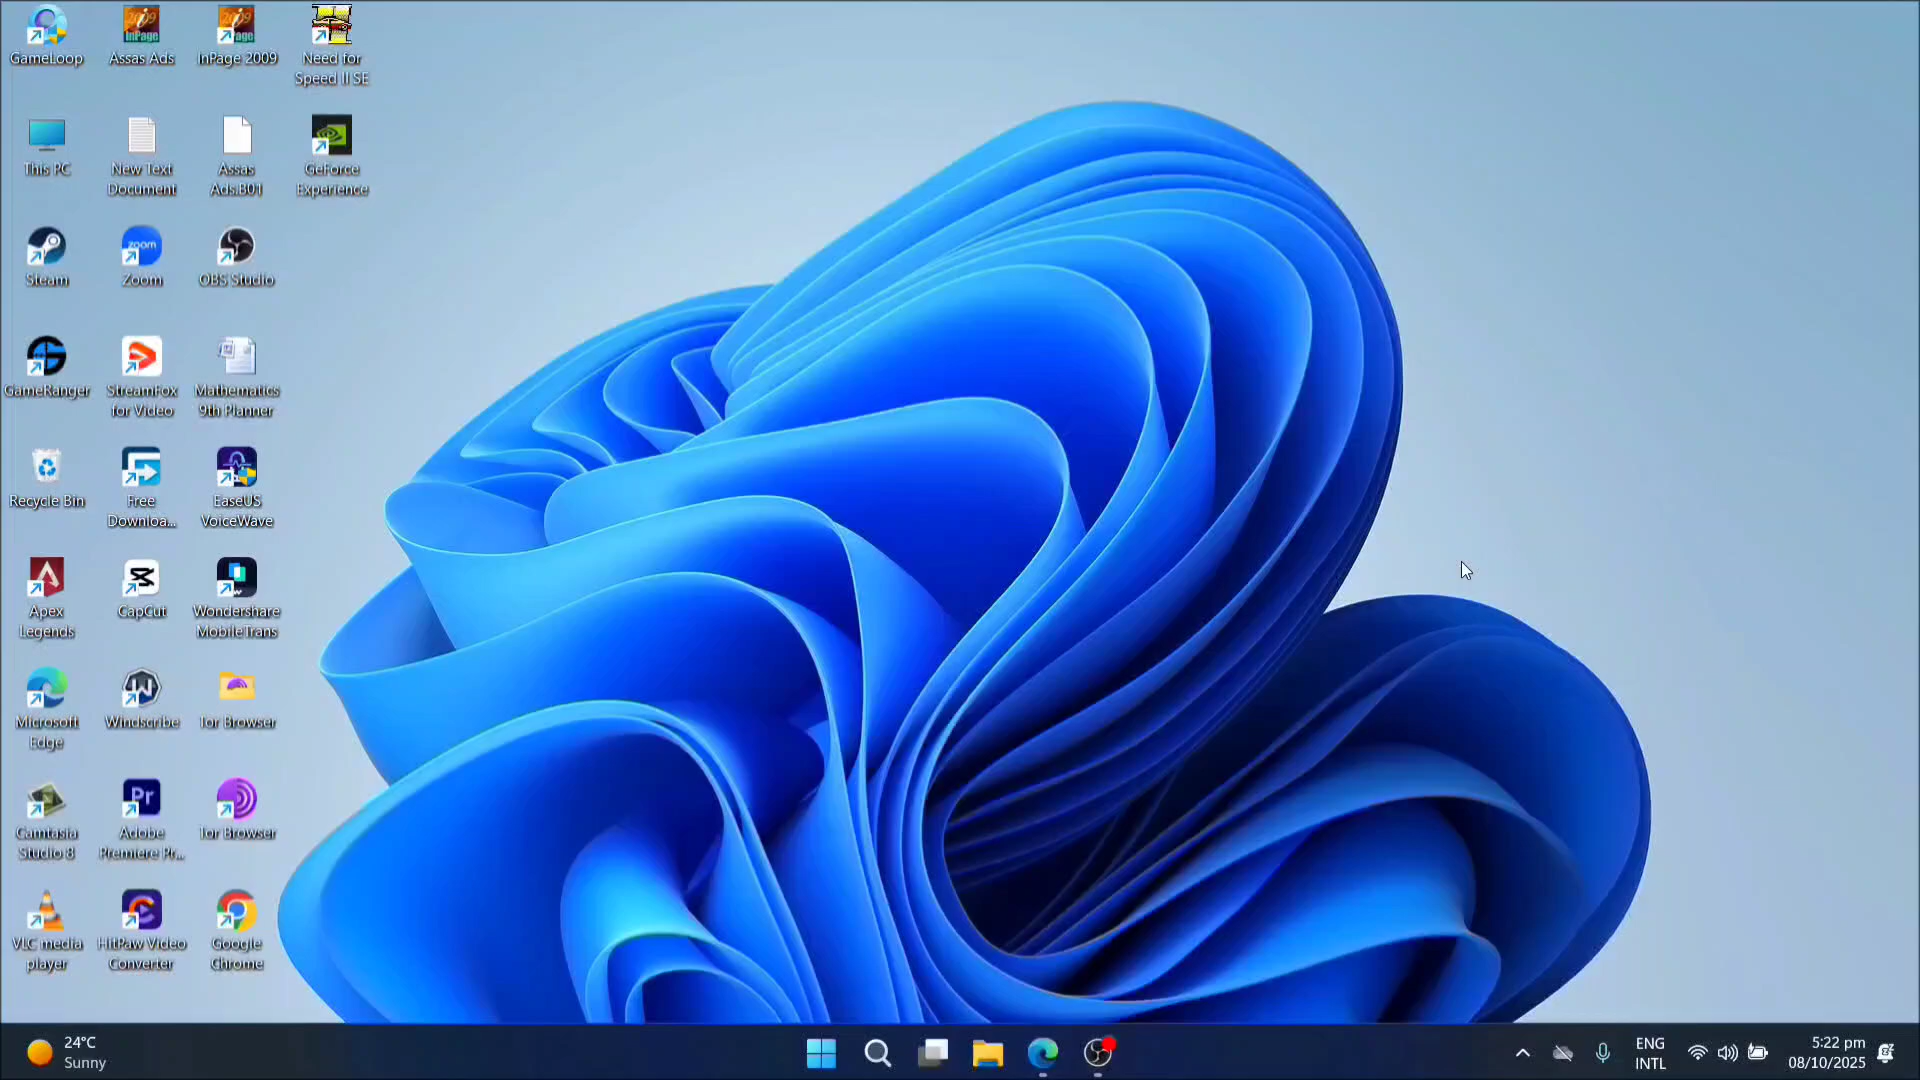 GameLoop
Assas Ads
InPage 2009
Need for
Speed II SE
This PC
New Text
Document
Assas
Ads.B01
GeForce
Experience
Steam
Zoom
OBS Studio
GameRanger
StreamFox
for Video
Mathematics
9th Planner
Recycle Bin
Free
Downloa...
EaseUS
VoiceWave
Apex
Legends
CapCut
Wondershare
MobileTrans
Microsoft
Edge
Windscribe
Tor Browser
Camtasia
Studio 8
Adobe
Premiere Pr...
Tor Browser
VLC media
player
HitPaw Video
Converter
Google
Chrome
24°C
Sunny
ENG
INTL
5:22 pm
08/10/2025